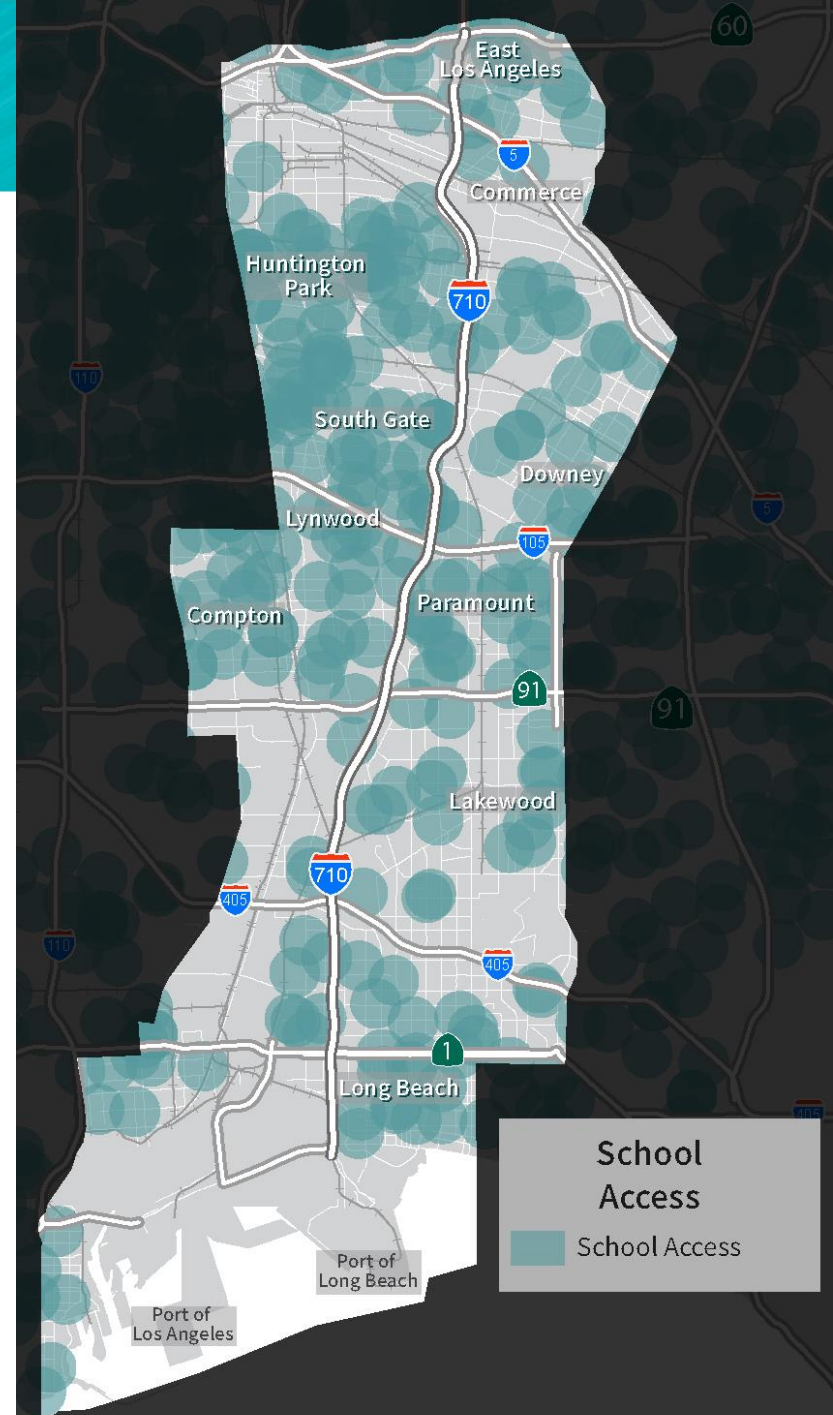 60
East
Los Angeles
5
Commerce
Huntington
Park
710
110
South Gate
Downey
5
Lynwood
105
Compton
Paramount
91
91
Lakewood
710
405
110
405
1
Long Beach
405
School
Access
School Access
Port of
Long Beach
Port of
Los Angeles